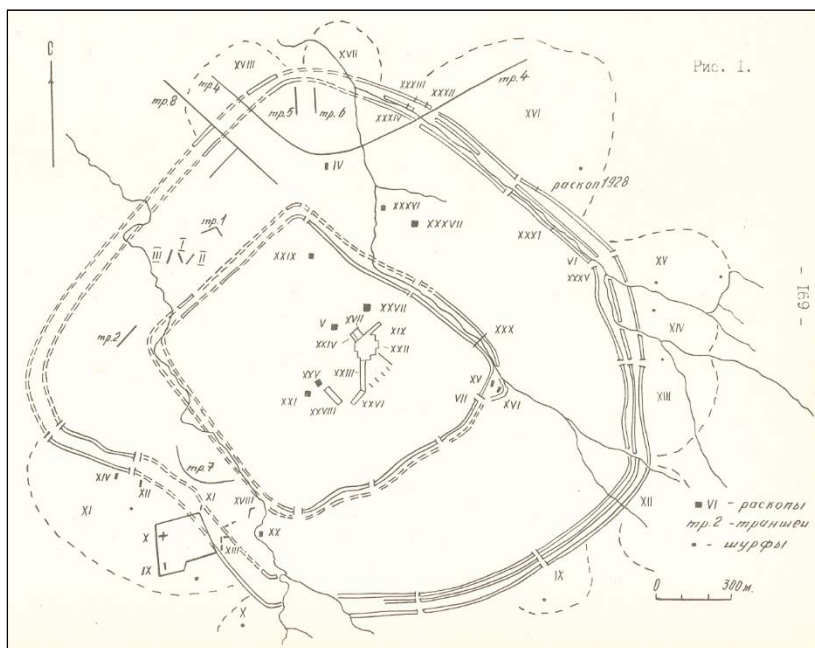 Рис. I.
С
XVIII
XVII
тр.4
тр.8
тр.5
тр.6
XXXIII
XXXII
тр.4
XXXIV
XVI
IV
раскоп 1928
XXXVI
XXXVII
тр.1
I
III
II
XXXI
VI
XXXV
XV
XXIX
XXVII
V
XVII
XIX
XXIV
XXII
XXX
XIV
тр.2
XXIII
XXV
XV
XXI
XXVIII
XXVI
VII
XVI
XIII
тр.7
XIV
XII
XI
XI
XVIII
Г
X
XX
IX
XIII
XII
IX
X
VI - раскопы
тр.2 - траншеи
- шурфы
0 300 м.
- I69 -